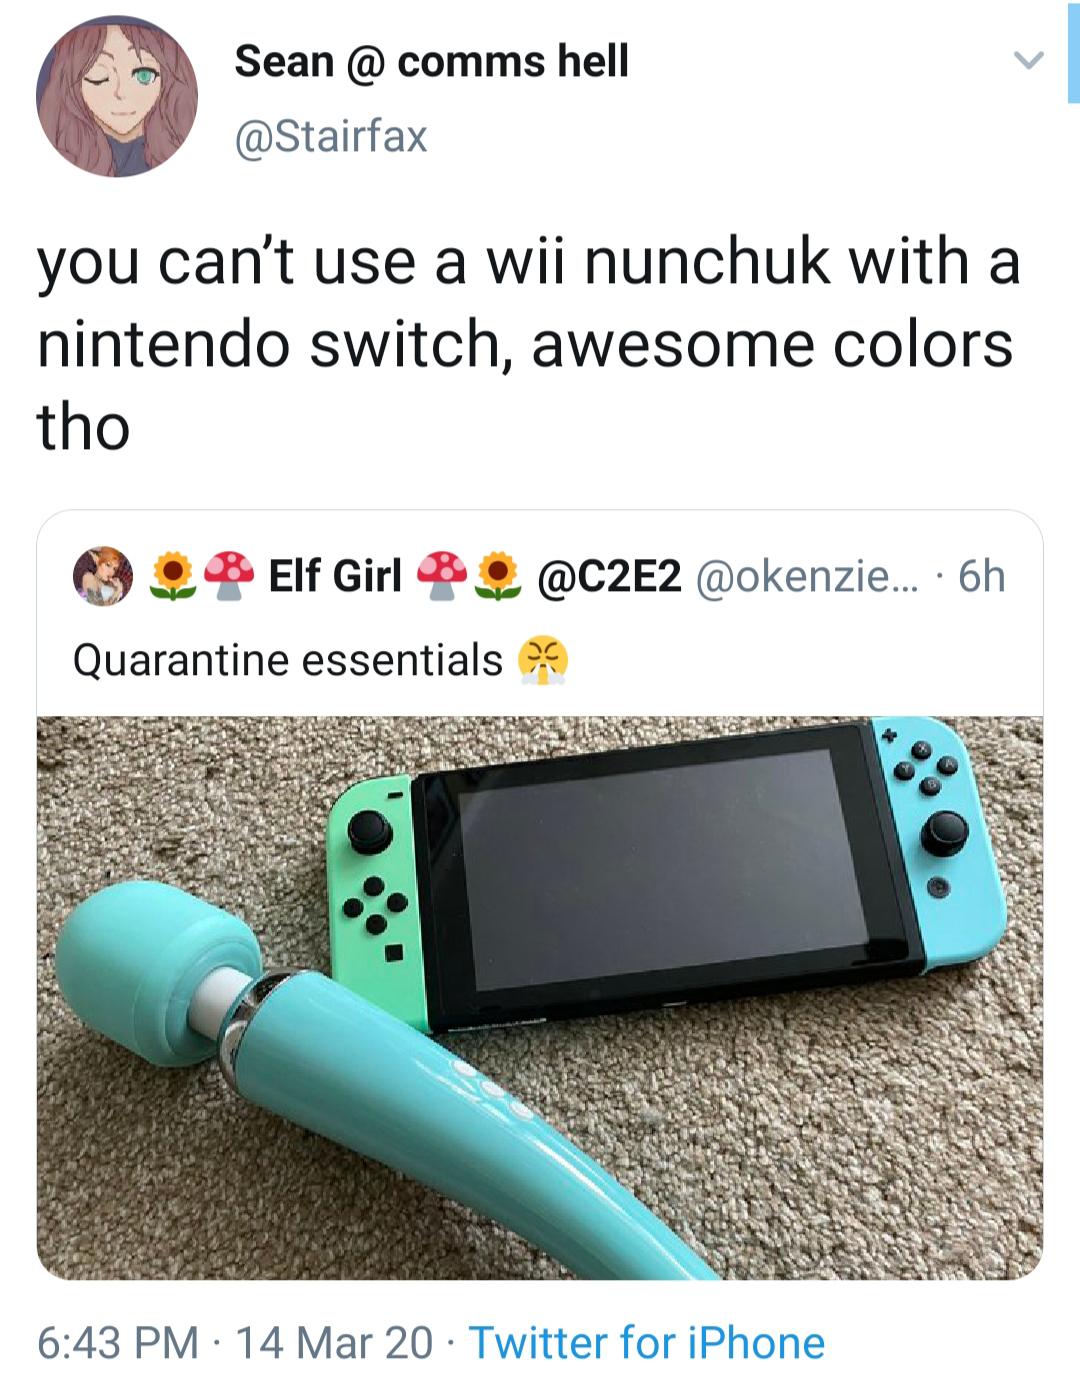 Sean @ comms hell
@Stairfax
you can’t use a wii nunchuk with a
nintendo switch, awesome colors
tho
🌻🍄 Elf Girl 🍄🌻 @C2E2 @okenzie... · 6h
Quarantine essentials 😤
6:43 PM · 14 Mar 20 · Twitter for iPhone